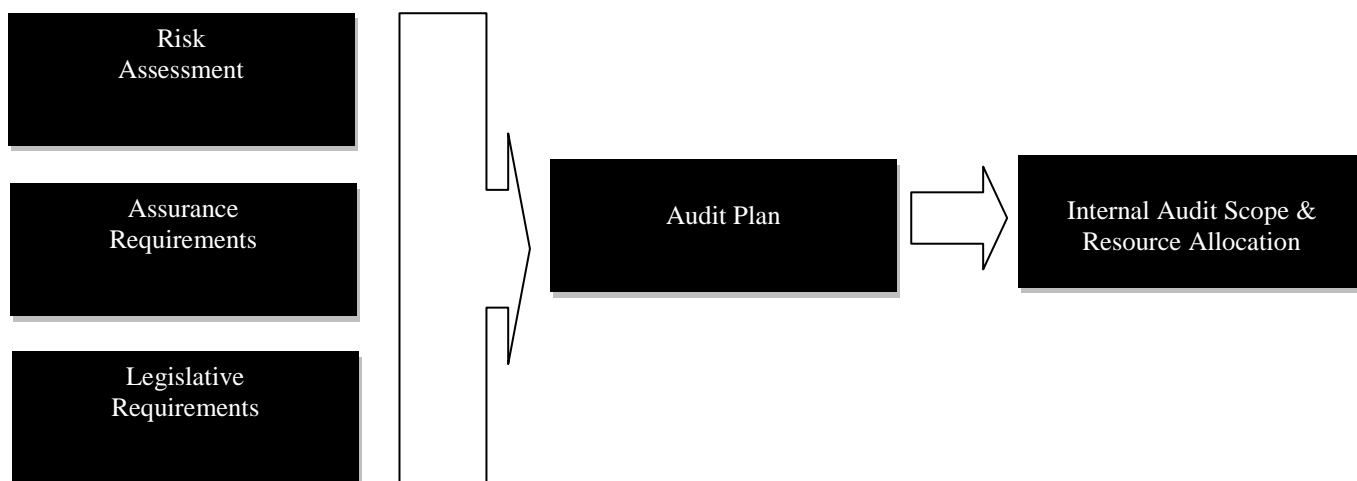 Risk
Assessment
Assurance
Requirements
Legislative
Requirements
Audit Plan
Internal Audit Scope &
Resource Allocation